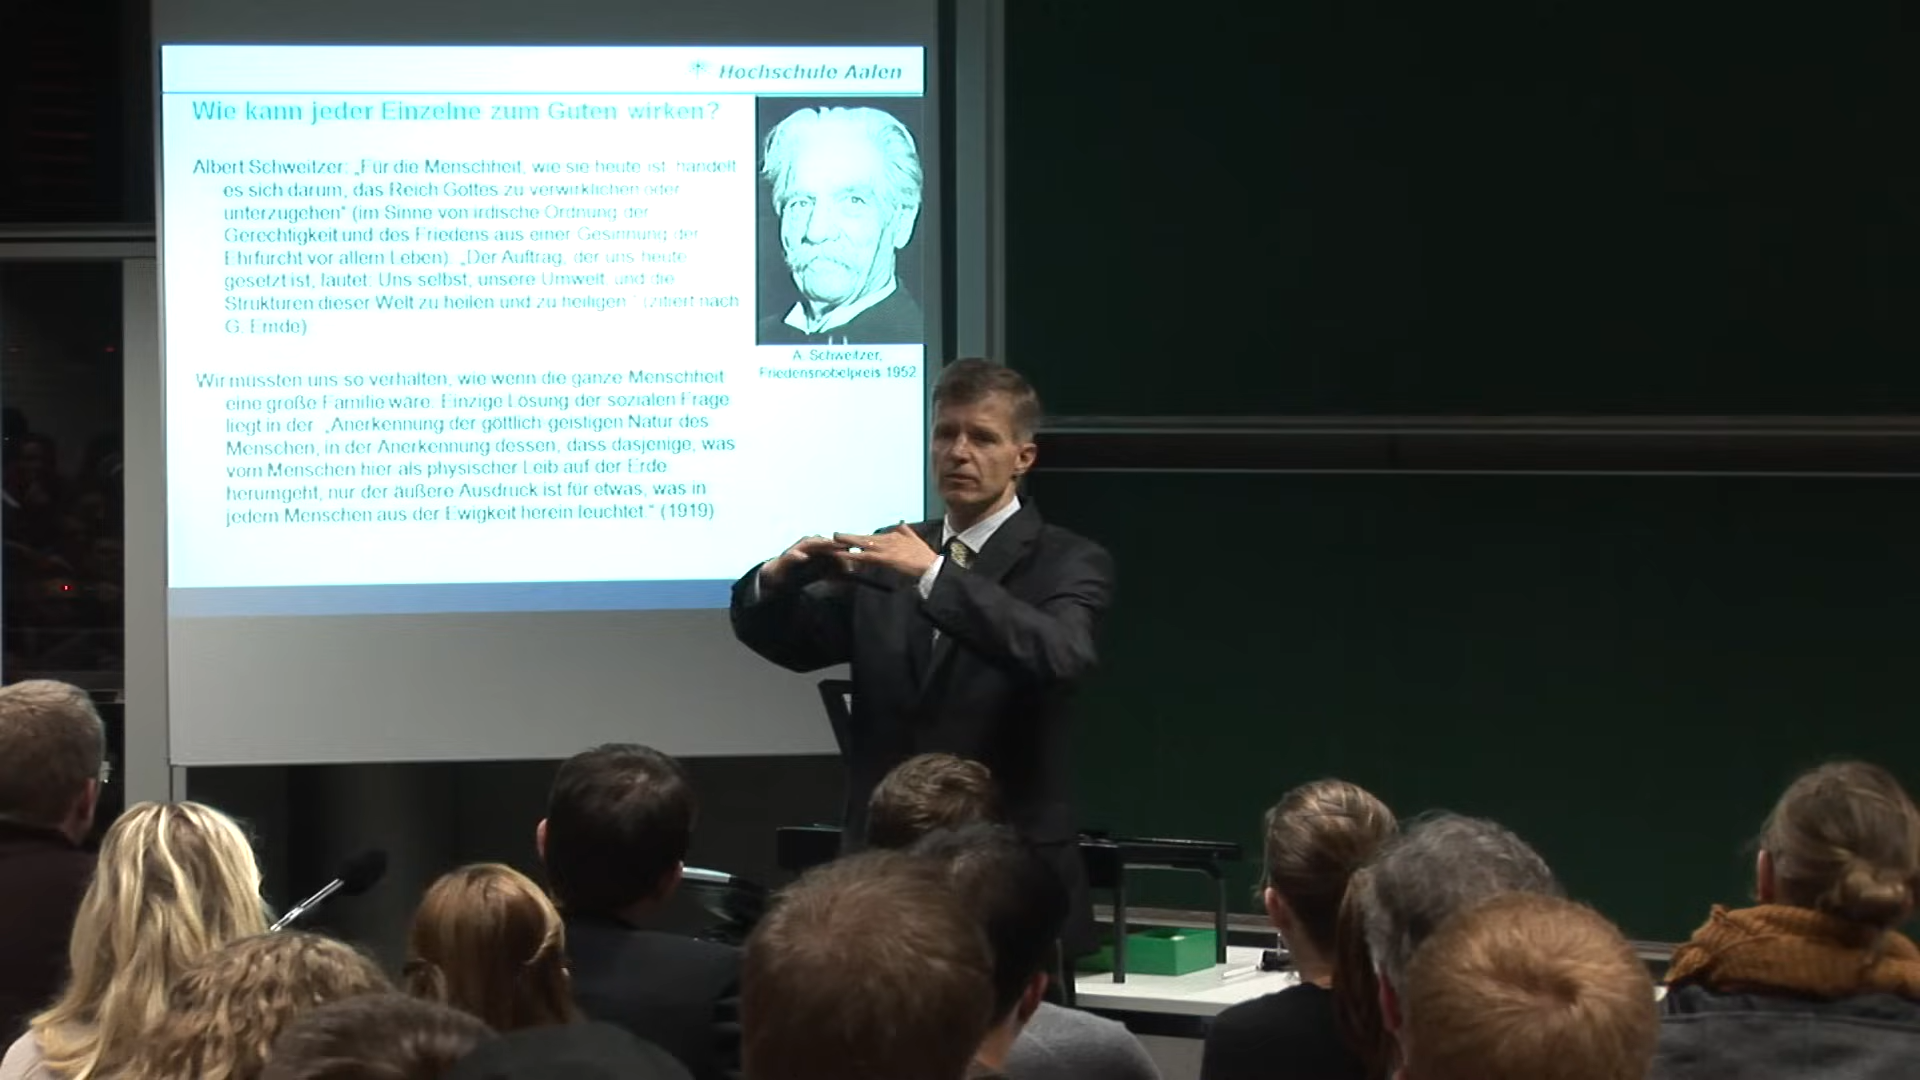 Hochschule Aalen
Wie kann jeder Einzelne zum Guten wirken?
Albert Schweitzer: „Für die Menschheit, wie sie heute ist, handelt
es sich darum, das Reich Gottes zu verwirklichen oder
unterzugehen“ (im Sinne von irdische Ordnung der
Gerechtigkeit und des Friedens aus einer Gesinnung der
Ehrfurcht vor allem Leben). „Der Auftrag, der uns heute
gesetzt ist, lautet: Uns selbst, unsere Umwelt und die
Strukturen dieser Welt zu heilen und zu heiligen.“ (zitiert nach
G. Emde)
A. Schweitzer,
Friedensnobelpreis 1952
Wir müssten uns so verhalten, wie wenn die ganze Menschheit
eine große Familie wäre. Einzige Lösung der sozialen Frage
liegt in der „Anerkennung der göttlich-geistigen Natur des
Menschen, in der Anerkennung dessen, dass dasjenige, was
vom Menschen hier als physischer Leib auf der Erde
herumgeht, nur der äußere Ausdruck ist für etwas, was in
jedem Menschen aus der Ewigkeit herein leuchtet.“ (1919)